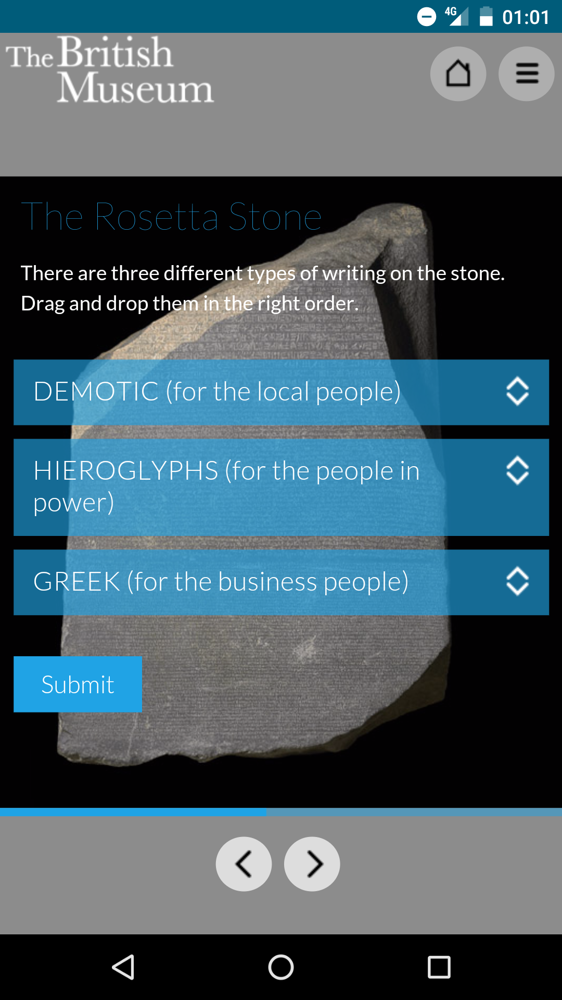 4G 01:01
The British
Museum
The Rosetta Stone
There are three different types of writing on the stone.
Drag and drop them in the right order.
DEMOTIC (for the local people)
HIEROGLYPHS (for the people in
power)
GREEK (for the business people)
Submit